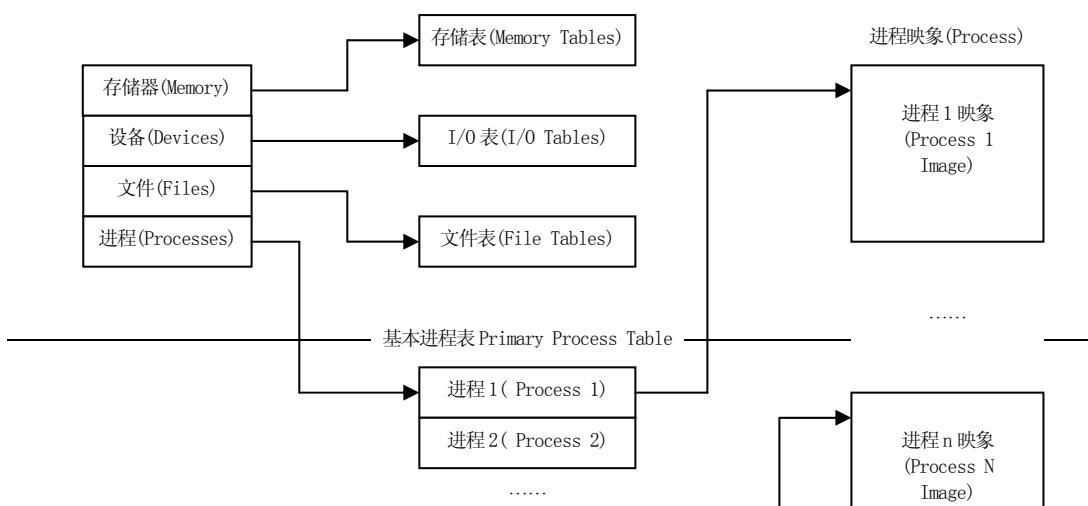 存储表(Memory Tables)
进程映象(Process)
存储器(Memory)
设备(Devices)
文件(Files)
进程(Processes)
I/O 表(I/O Tables)
文件表(File Tables)
进程 1 映象
(Process 1
Image)
……
基本进程表 Primary Process Table
进程 1( Process 1)
进程 2( Process 2)
……
进程 n 映象
(Process N
Image)